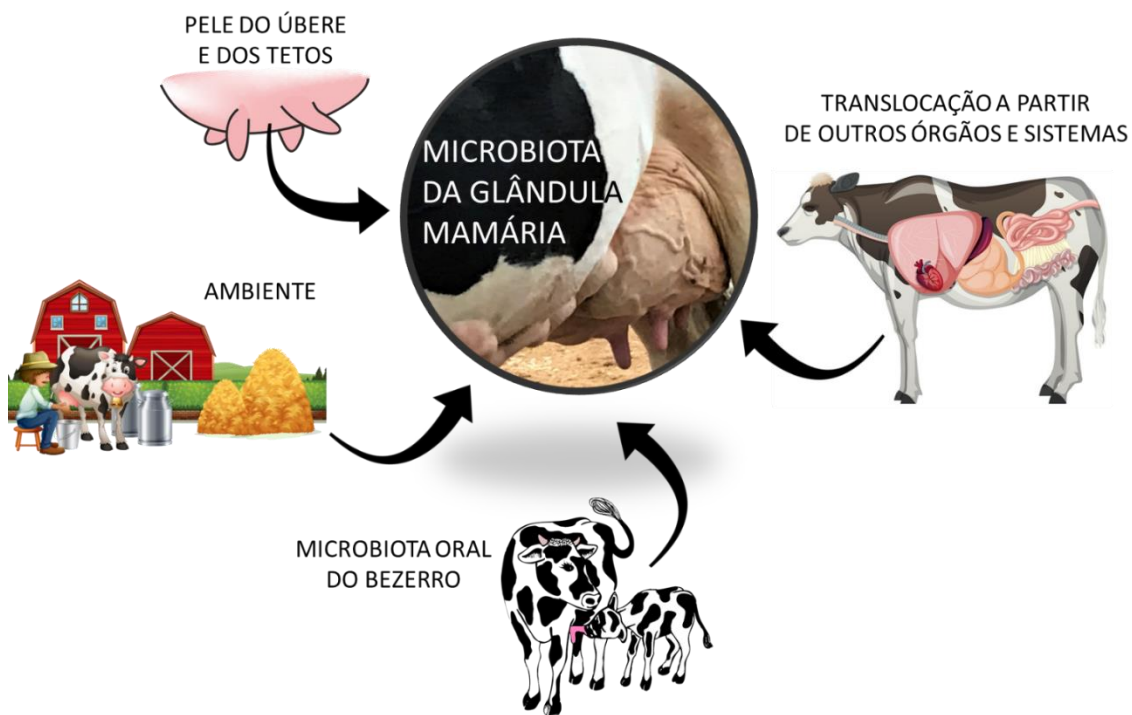 PELE DO ÚBERE
E DOS TETOS
MICROBIOTA
DA GLÂNDULA
MAMÁRIA
TRANSLOCAÇÃO A PARTIR
DE OUTROS ÓRGÃOS E SISTEMAS
AMBIENTE
MICROBIOTA ORAL
DO BEZERRO